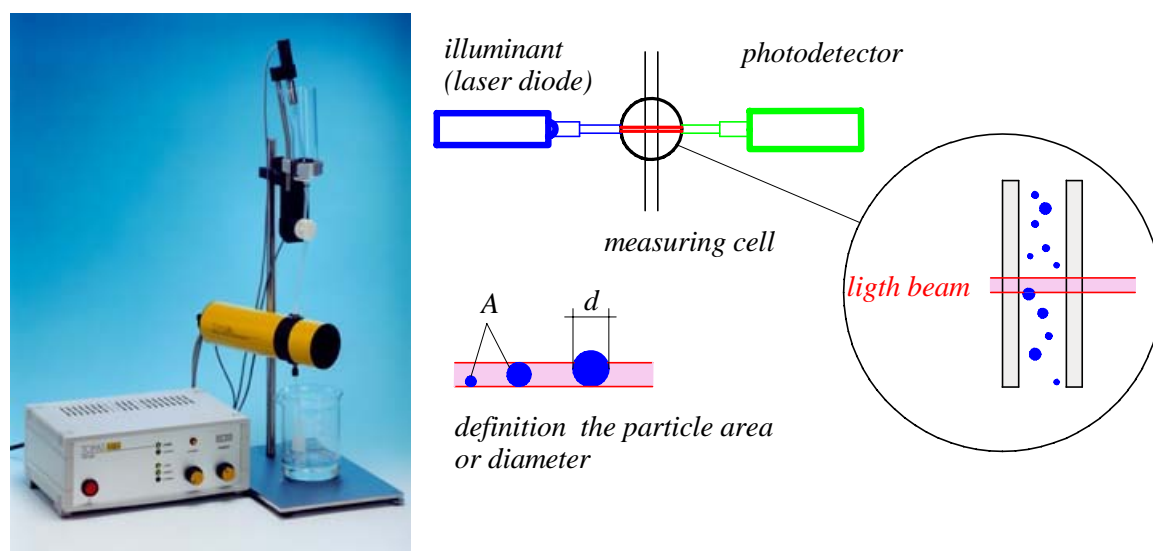 illuminant
(laser diode)
photodetector
measuring cell
ligth beam
A
d
definition the particle area
or diameter